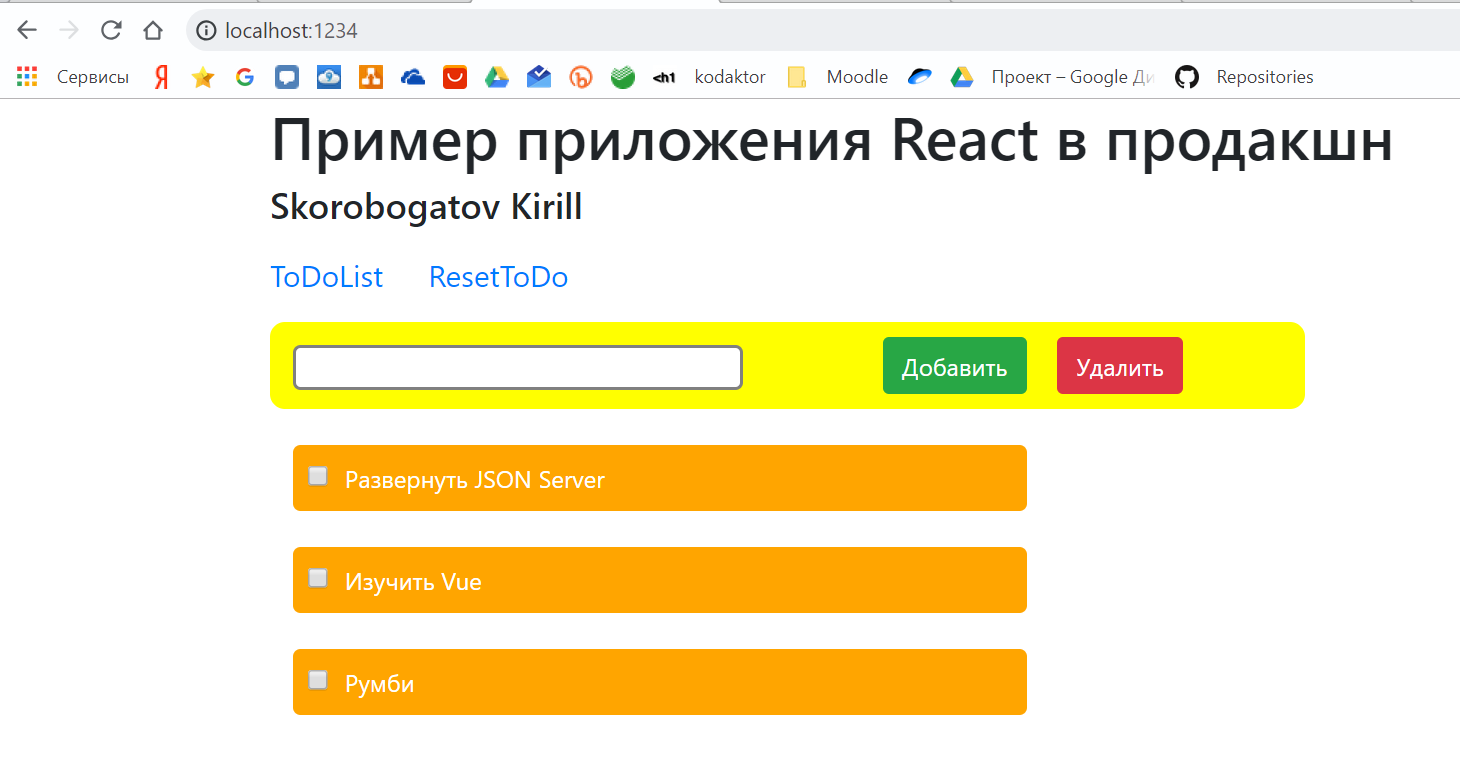 localhost:1234
Сервисы Я G ch1 kodaktor Moodle Проект – Google Ди Repositories
Пример приложения React в продакшн
Skorobogatov Kirill
ToDoList ResetToDo
Добавить Удалить
Развернуть JSON Server
Изучить Vue
Румби